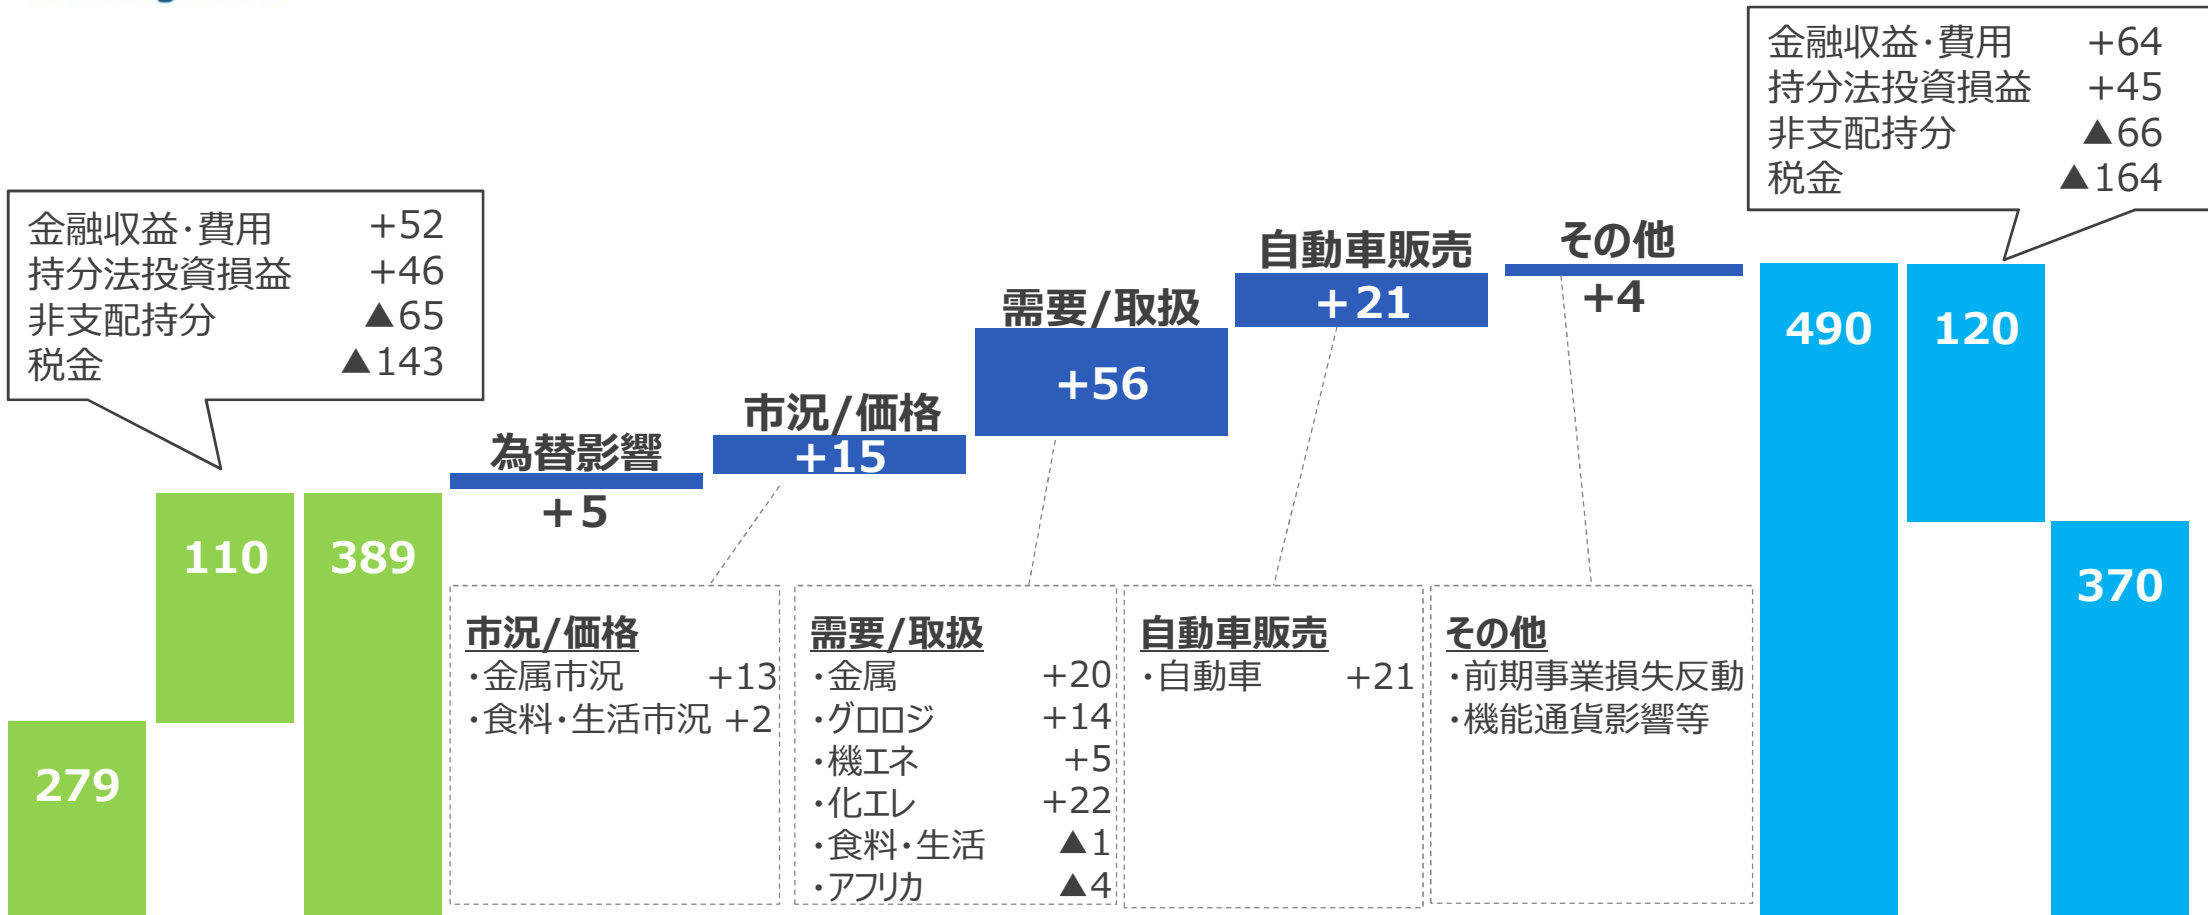 金融収益・費用 +64
持分法投資損益 +45
非支配持分 ▲66
税金 ▲164
金融収益・費用 +52
持分法投資損益 +46
非支配持分 ▲65
税金 ▲143
為替影響
+5
市況/価格
+15
需要/取扱
+56
自動車販売
+21
その他
+4
279
110
389
490
120
370
市況/価格
・金属市況 +13
・食料・生活市況 +2
需要/取扱
・金属 +20
・グロロジ +14
・機エネ +5
・化エレ +22
・食料・生活 ▲1
・アフリカ ▲4
自動車販売
・自動車 +21
その他
・前期事業損失反動
・機能通貨影響等